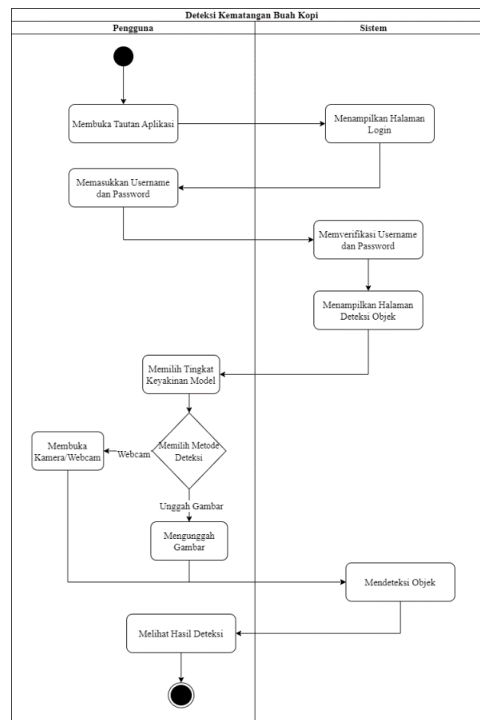 Deteksi Kematangan Buah Kopi
Pengguna
Sistem
Membuka Tautan Aplikasi
Menampilkan Halaman
Login
Memasukkan Username
dan Password
Memverifikasi Username
dan Password
Menampilkan Halaman
Deteksi Objek
Memilih Tingkat
Keyakinan Model
Memilih Metode
Deteksi
Webcam
Membuka
Kamera/Webcam
Unggah Gambar
Mengunggah
Gambar
Mendeteksi Objek
Melihat Hasil Deteksi